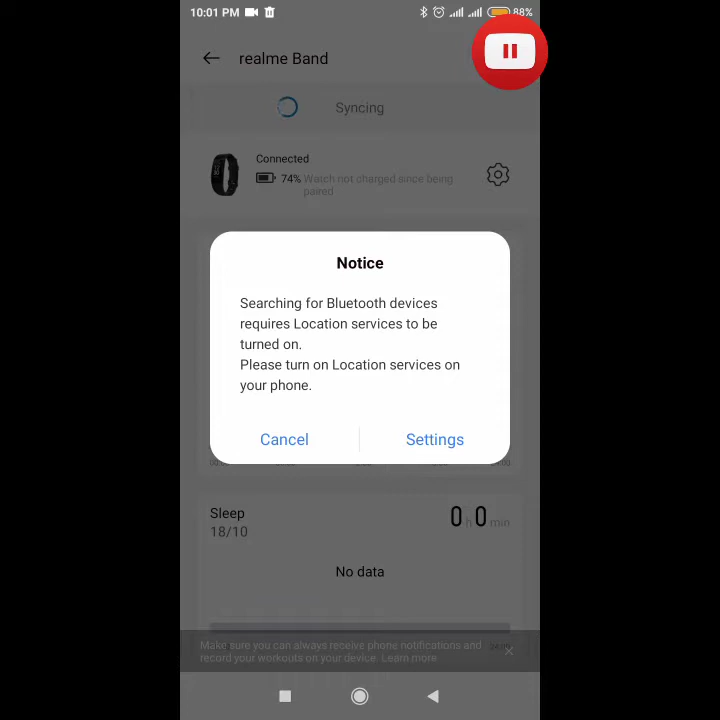 10:01 PM 88%
realme Band
Syncing
Connected
74% Watch not charged since being
paired
Notice
Searching for Bluetooth devices
requires Location services to be
turned on.
Please turn on Location services on
your phone.
Cancel Settings
Sleep 0 h 0 min
18/10
No data
Make sure you can always receive phone notifications and
record your workouts on your device. Learn more